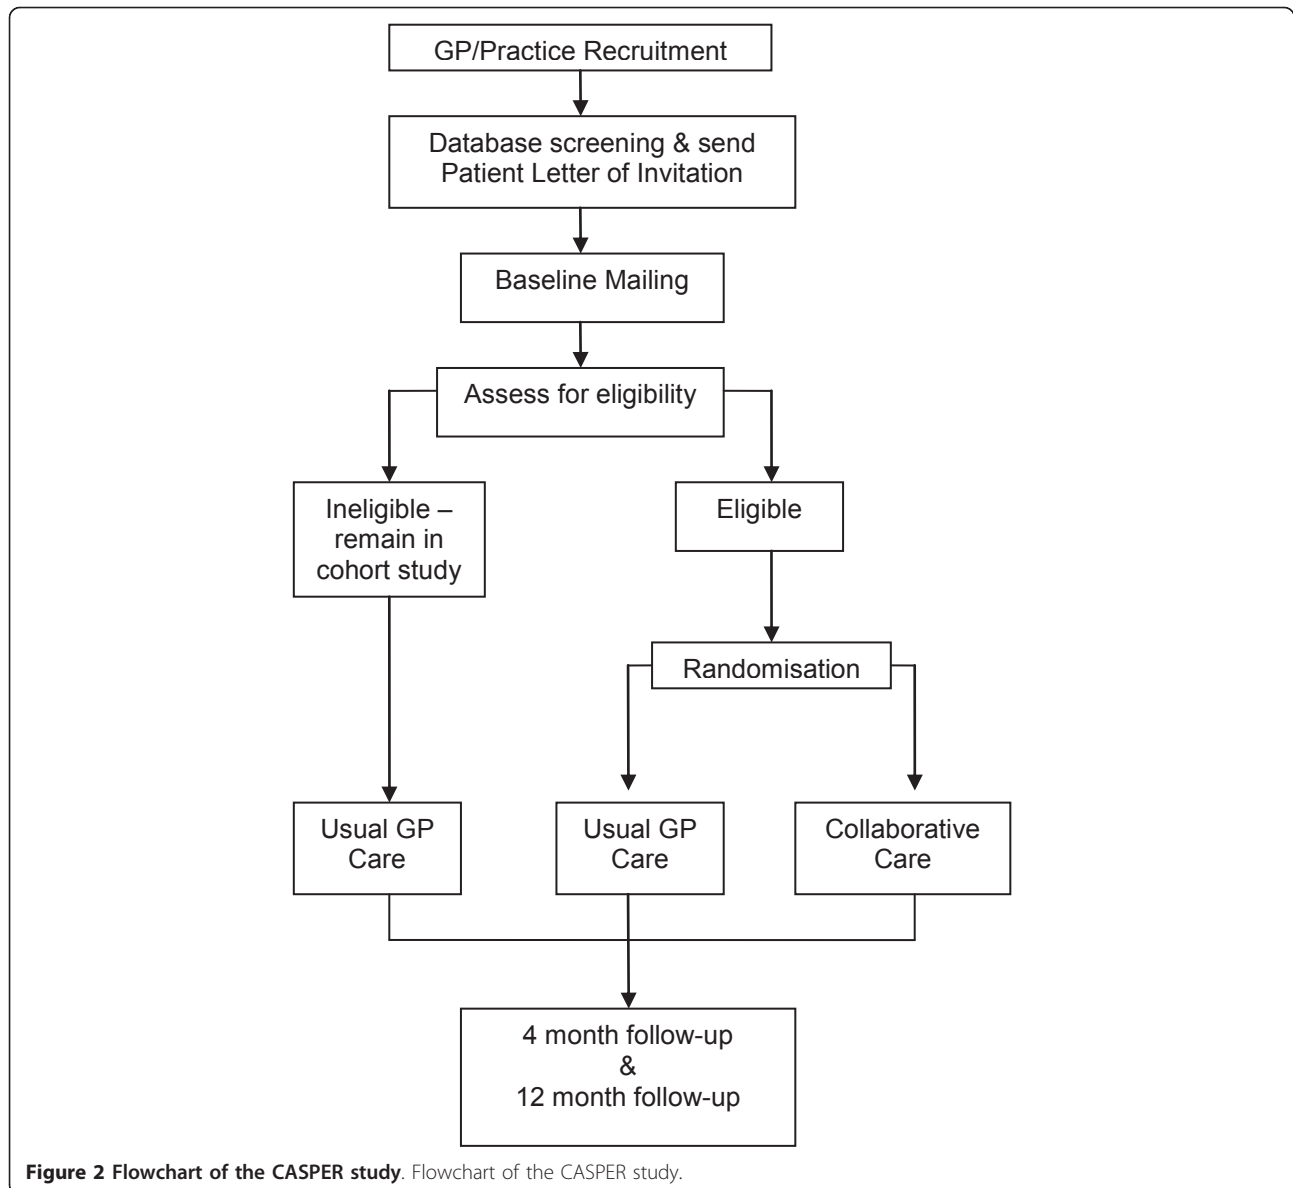 GP/Practice Recruitment
Database screening & send
Patient Letter of Invitation
Baseline Mailing
Assess for eligibility
Ineligible –
remain in
cohort study
Eligible
Randomisation
Usual GP
Care
Usual GP
Care
Collaborative
Care
4 month follow-up
&
12 month follow-up
Figure 2 Flowchart of the CASPER study. Flowchart of the CASPER study.